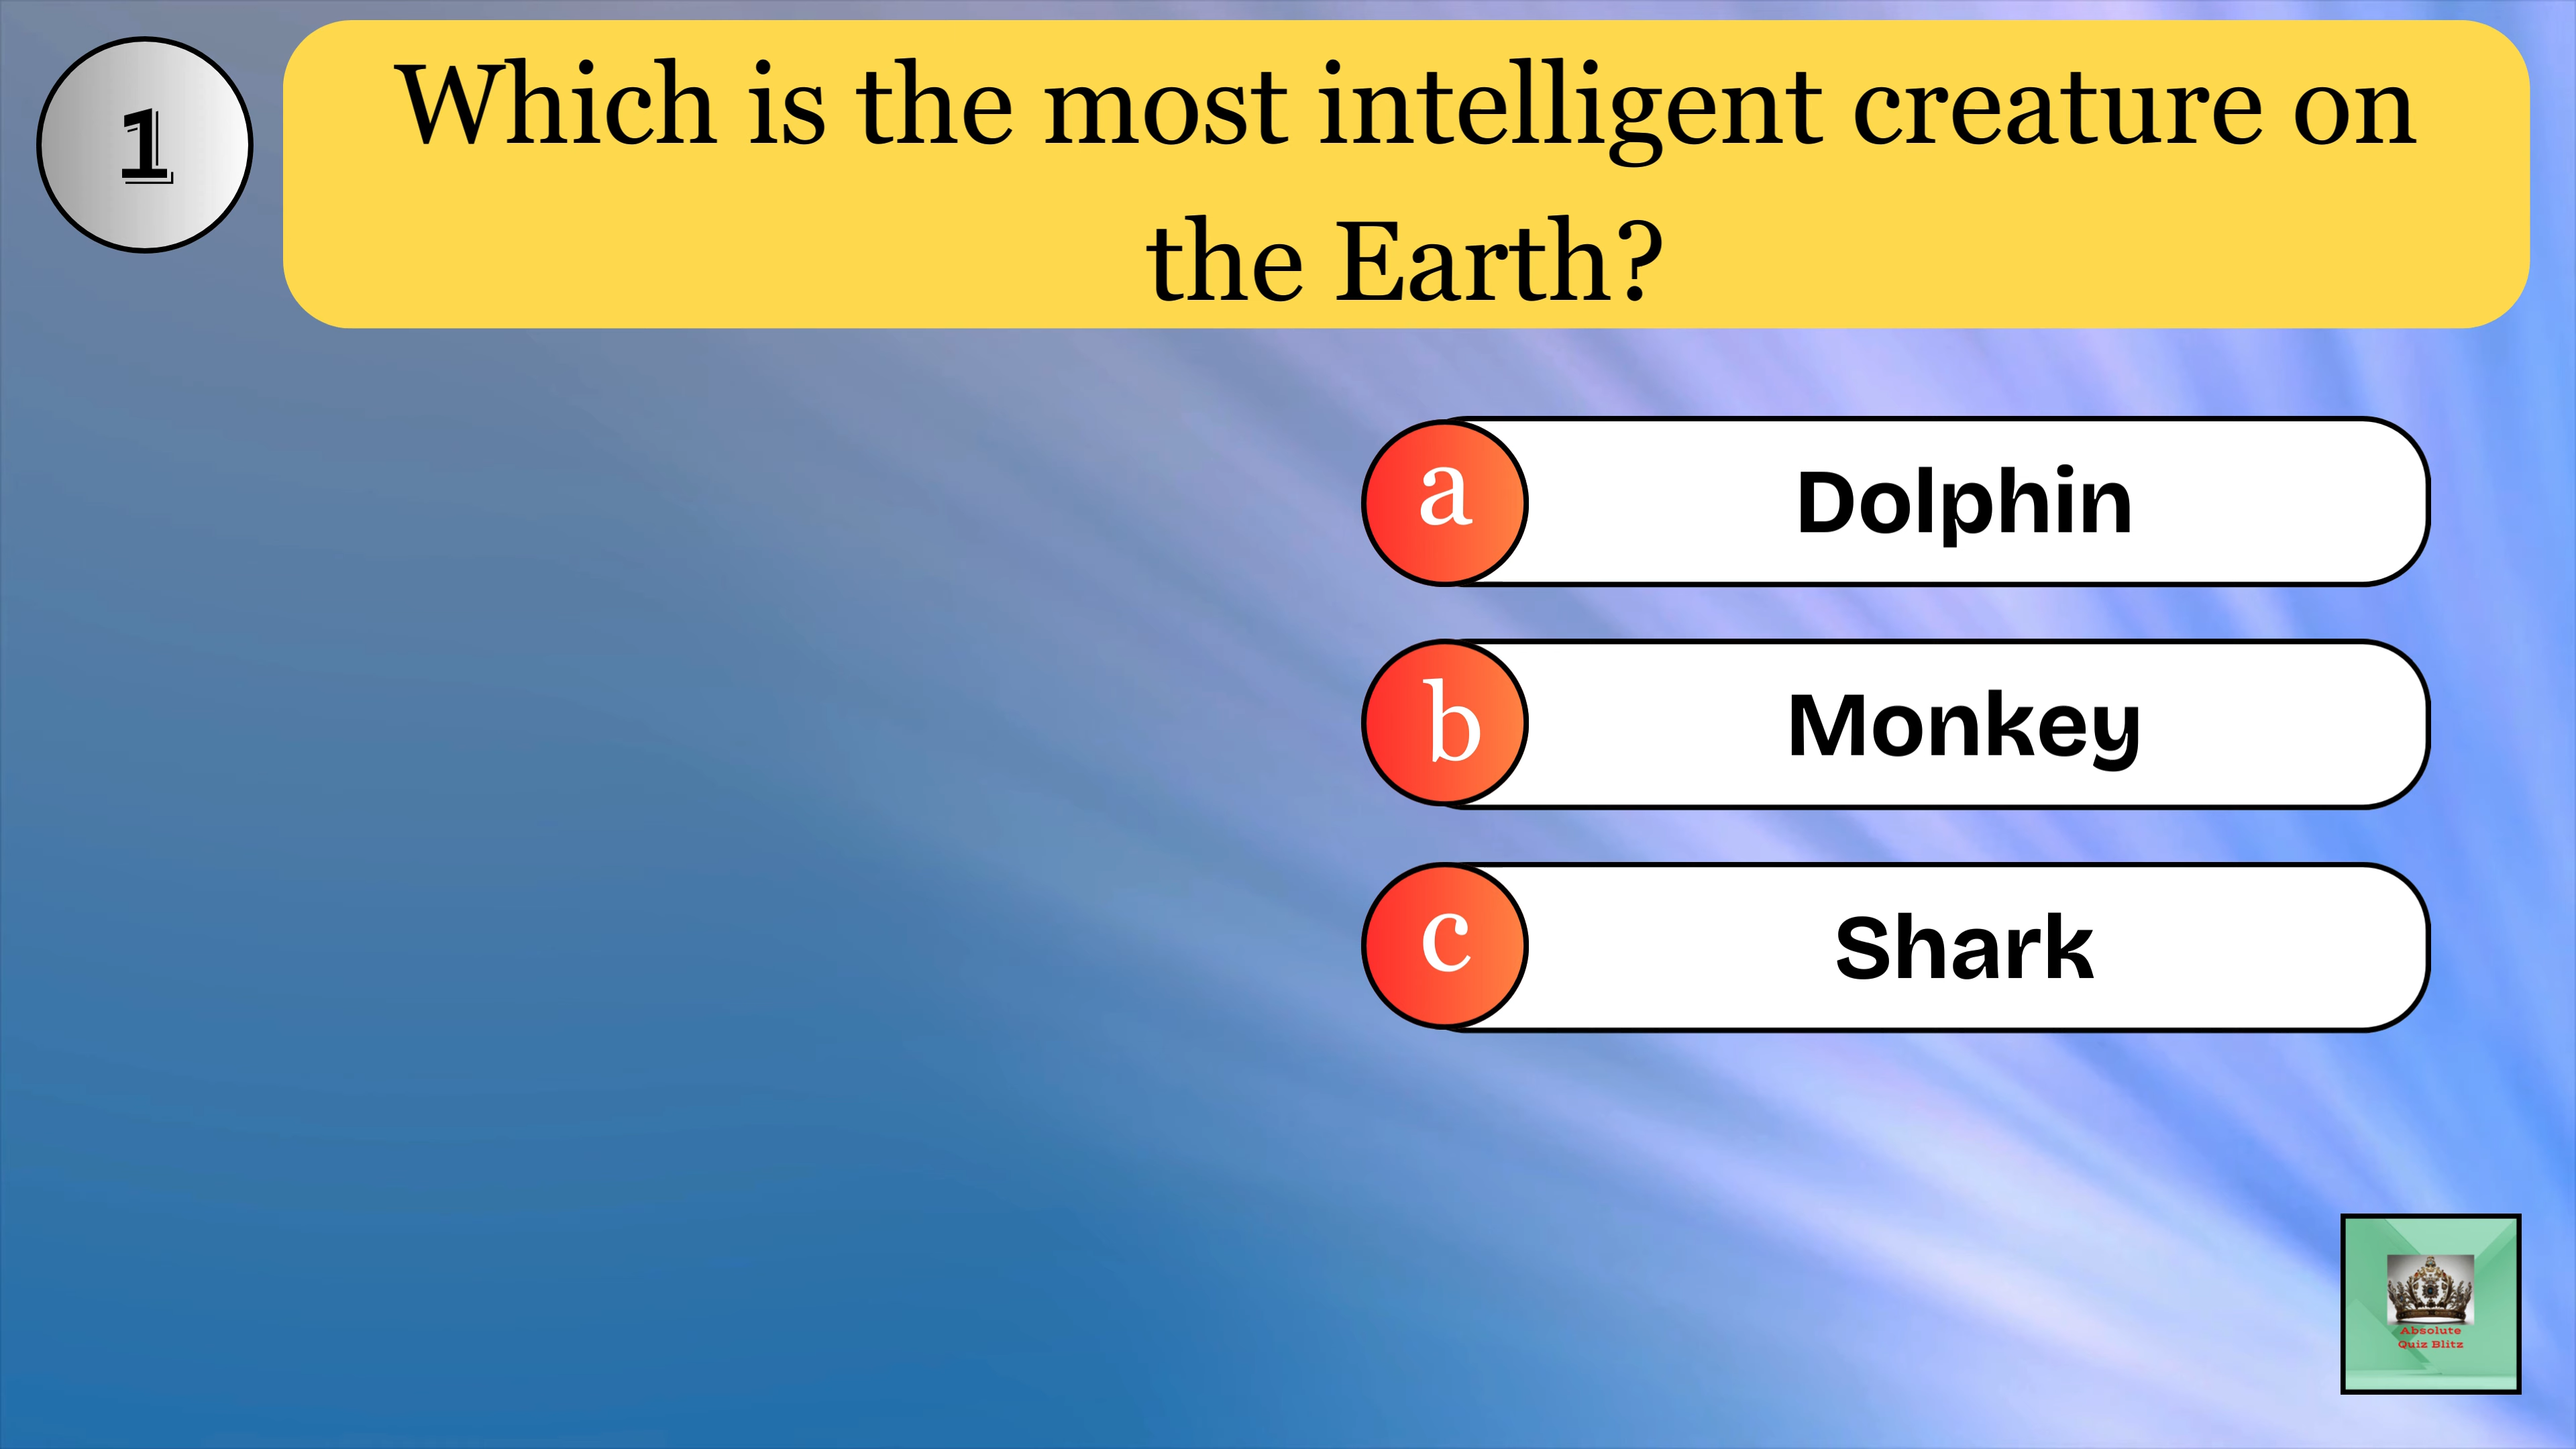 1
Which is the most intelligent creature on
the Earth?
a
Dolphin
b
Monkey
c
Shark
Absolute
Quiz Blitz